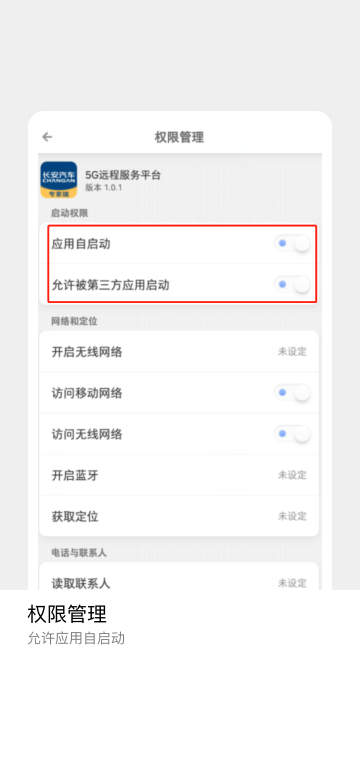 权限管理
长安汽车
CHANGAN
专家端
5G远程服务平台
版本 1.0.1
启动权限
应用自启动
允许被第三方应用启动
网络和定位
开启无线网络 未设定
访问移动网络
访问无线网络
开启蓝牙 未设定
获取定位 未设定
电话与联系人
读取联系人 未设定
权限管理
允许应用自启动